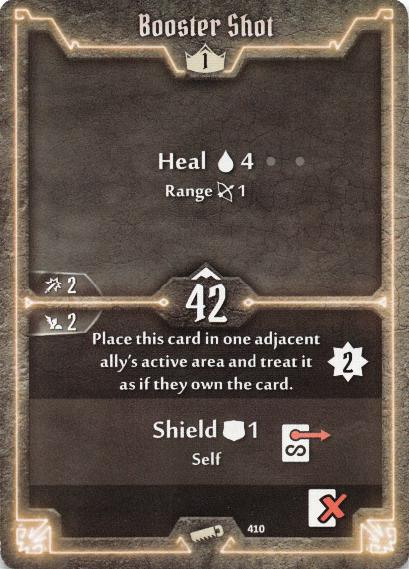 Booster Shot
1
Heal 4
Range 1
2
42
2
Place this card in one adjacent
ally's active area and treat it
as if they own the card.
2
Shield 1
Self
410